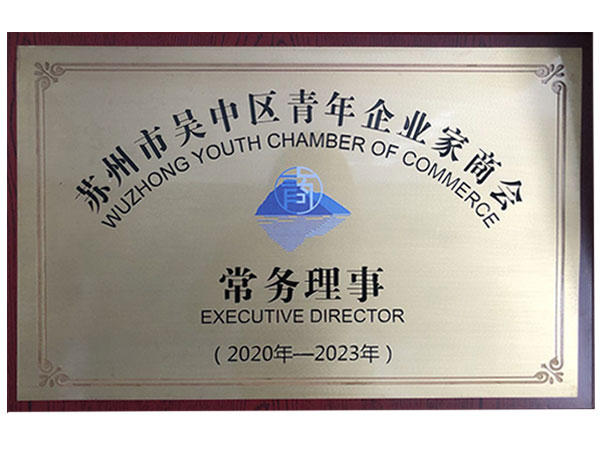 苏州市吴中区青年企业家商会
WUZHONG YOUTH CHAMBER OF COMMERCE
常务理事
EXECUTIVE DIRECTOR
(2020年—2023年)